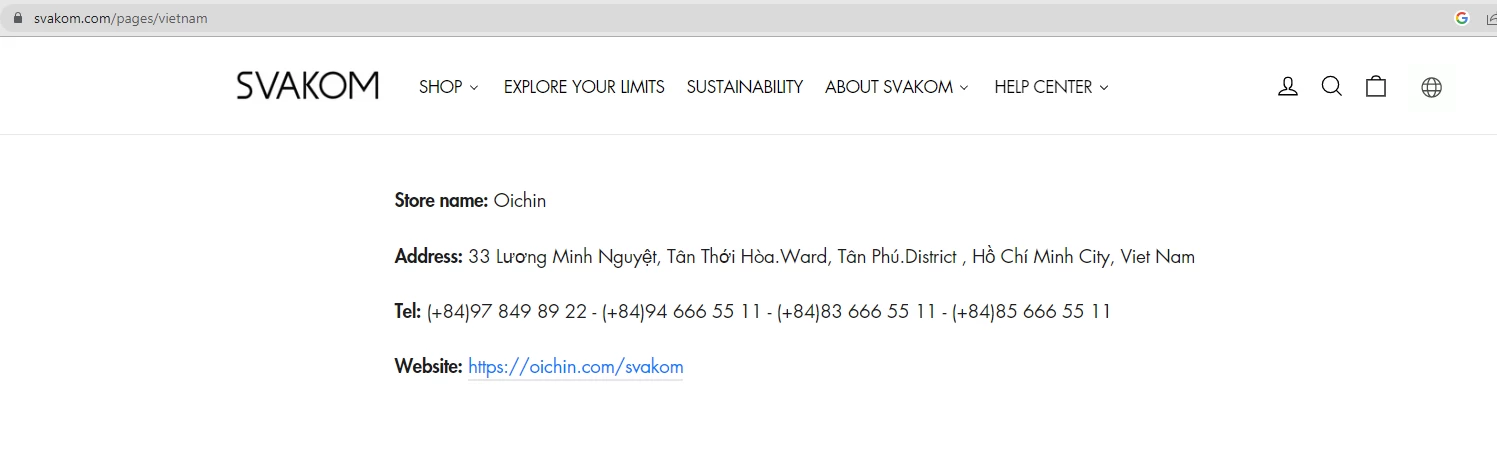 svakom.com/pages/vietnam
SVAKOM SHOP EXPLORE YOUR LIMITS SUSTAINABILITY ABOUT SVAKOM HELP CENTER
Store name: Oichin
Address: 33 Lương Minh Nguyệt, Tân Thới Hòa.Ward, Tân Phú.District , Hồ Chí Minh City, Viet Nam
Tel: (+84)97 849 89 22 - (+84)94 666 55 11 - (+84)83 666 55 11 - (+84)85 666 55 11
Website: https://oichin.com/svakom